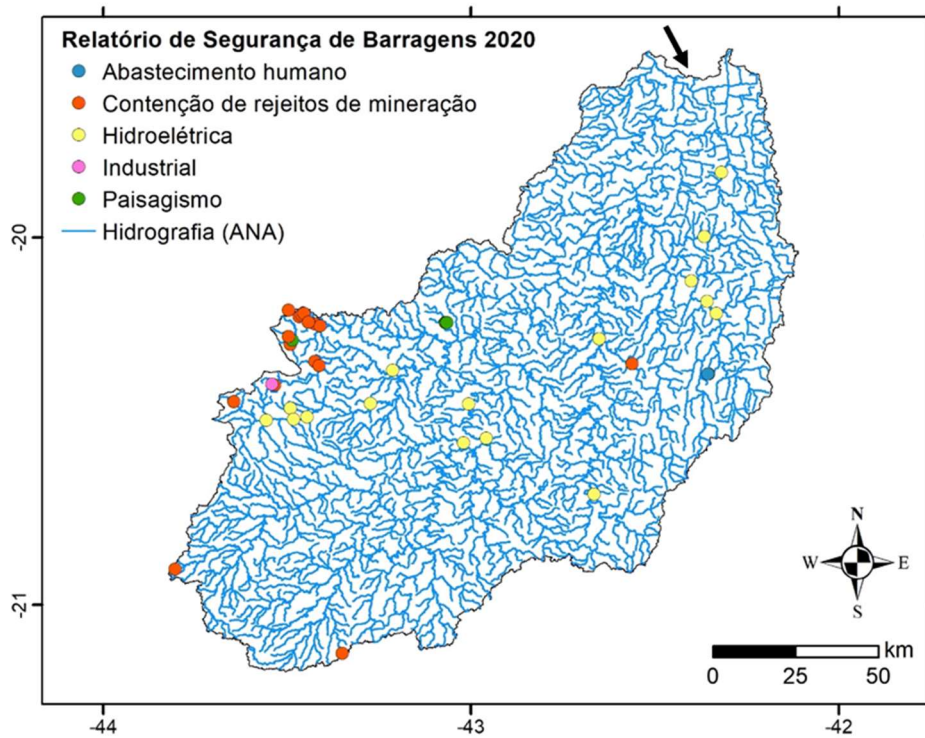 Relatório de Segurança de Barragens 2020
Abastecimento humano
Contenção de rejeitos de mineração
Hidroelétrica
Industrial
Paisagismo
Hidrografia (ANA)
-20
-21
N
W E
S
km
0 25 50
-44 -43 -42